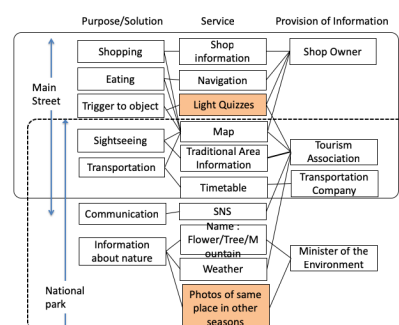 Purpose/Solution Service Provision of Information
Shopping
Shop
information
Shop Owner
Eating
Navigation
Main
Street
Trigger to object
Light Quizzes
Map
Sightseeing
Traditional Area
Information
Tourism
Association
Transportation
Timetable
Transportation
Company
Communication
SNS
Information
about nature
Name :
Flower/Tree/M
ountain
Minister of the
Environment
Weather
National
park
Photos of same
place in other
seasons